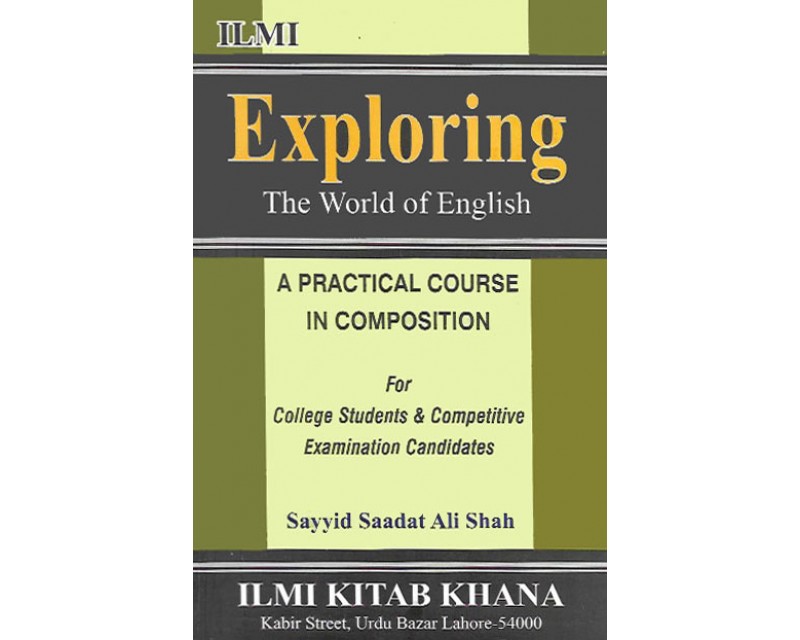 ILMI
Exploring
The World of English
A PRACTICAL COURSE
IN COMPOSITION
For
College Students & Competitive
Examination Candidates
Sayyid Saadat Ali Shah
ILMI KITAB KHANA
Kabir Street, Urdu Bazar Lahore-54000